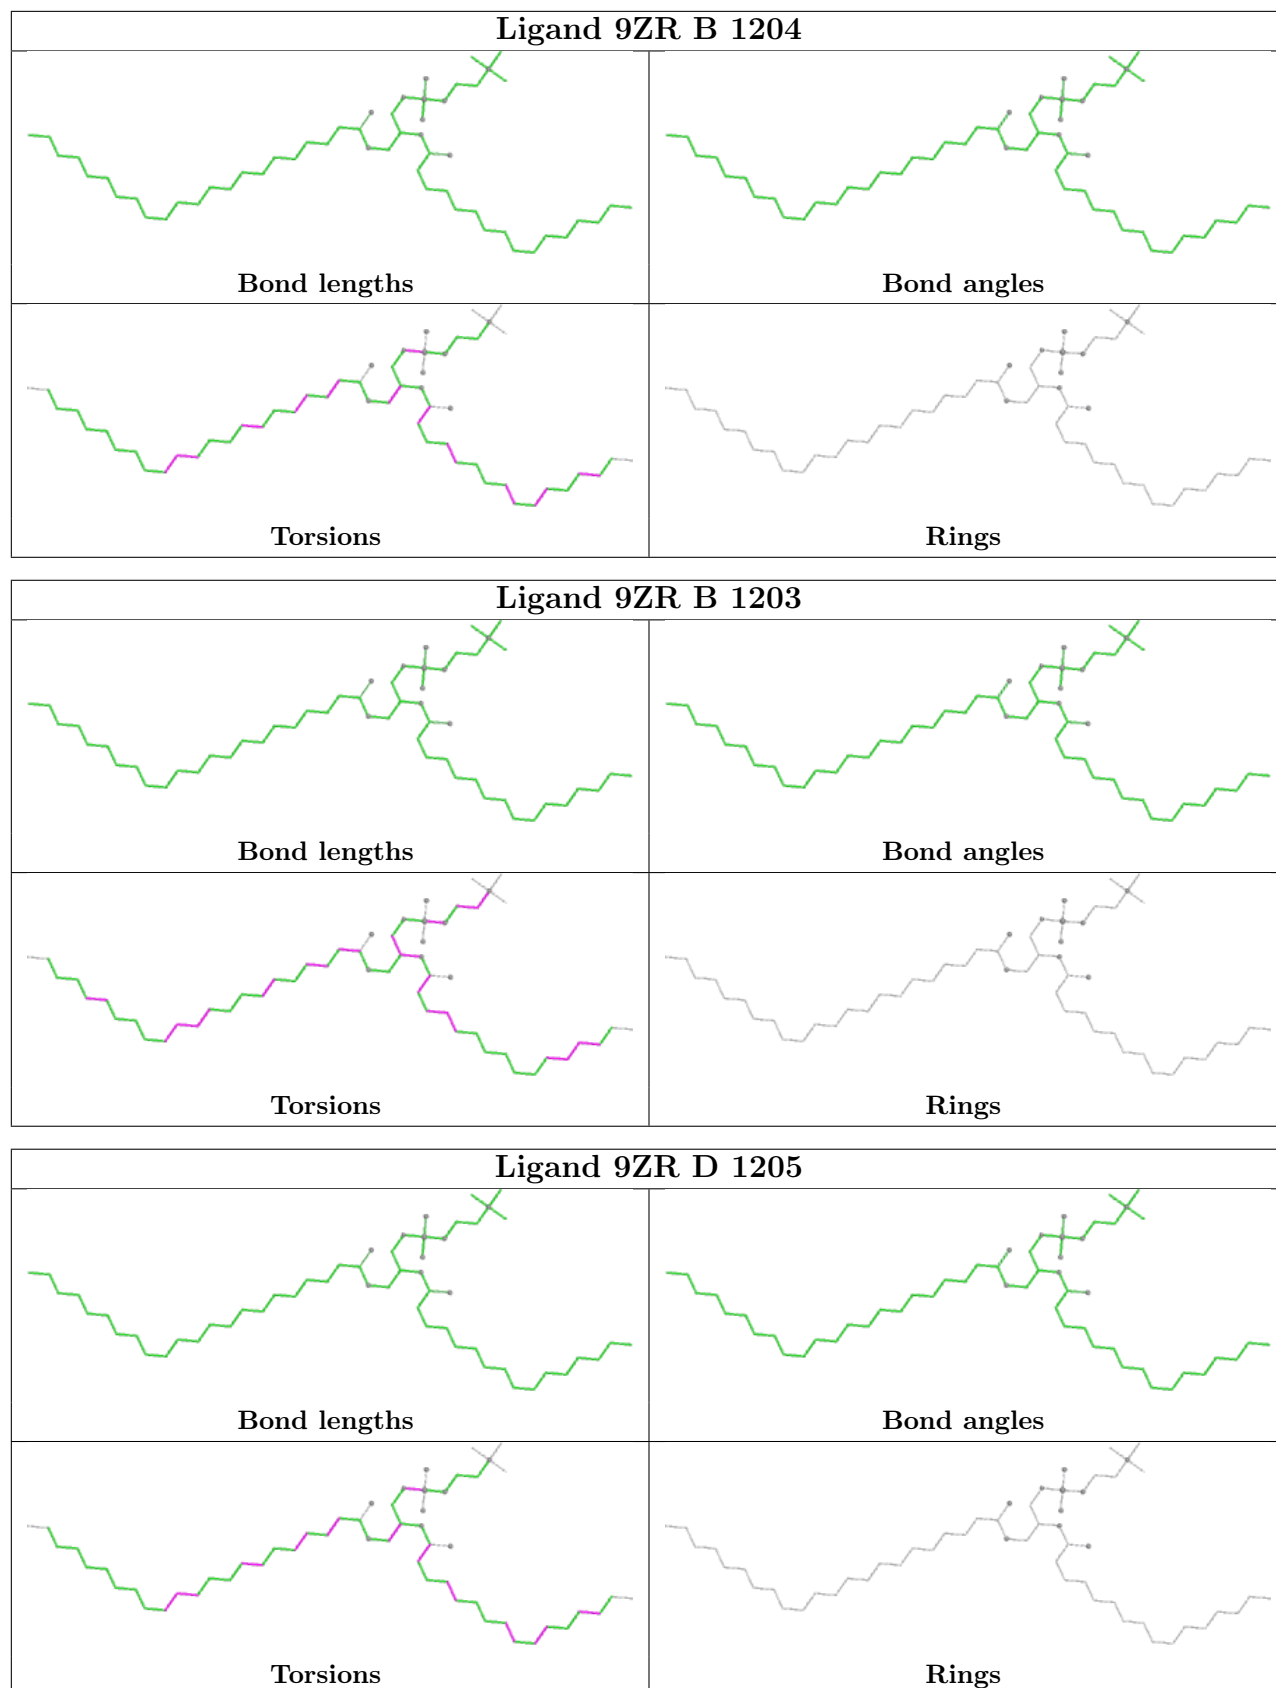 Ligand 9ZR B 1204
Bond lengths
Bond angles
Torsions
Rings
Ligand 9ZR B 1203
Bond lengths
Bond angles
Torsions
Rings
Ligand 9ZR D 1205
Bond lengths
Bond angles
Torsions
Rings